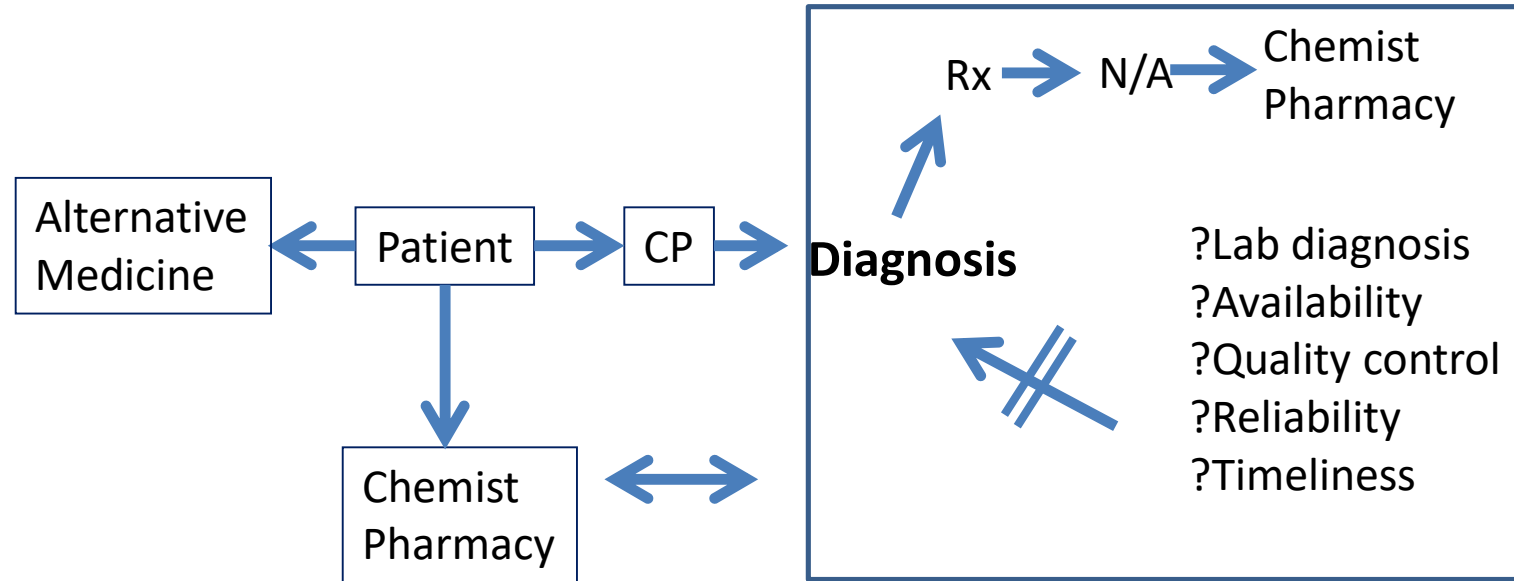 Alternative
Medicine
Patient
CP
Chemist
Pharmacy
Diagnosis
Rx
N/A
Chemist
Pharmacy
?Lab diagnosis
?Availability
?Quality control
?Reliability
?Timeliness